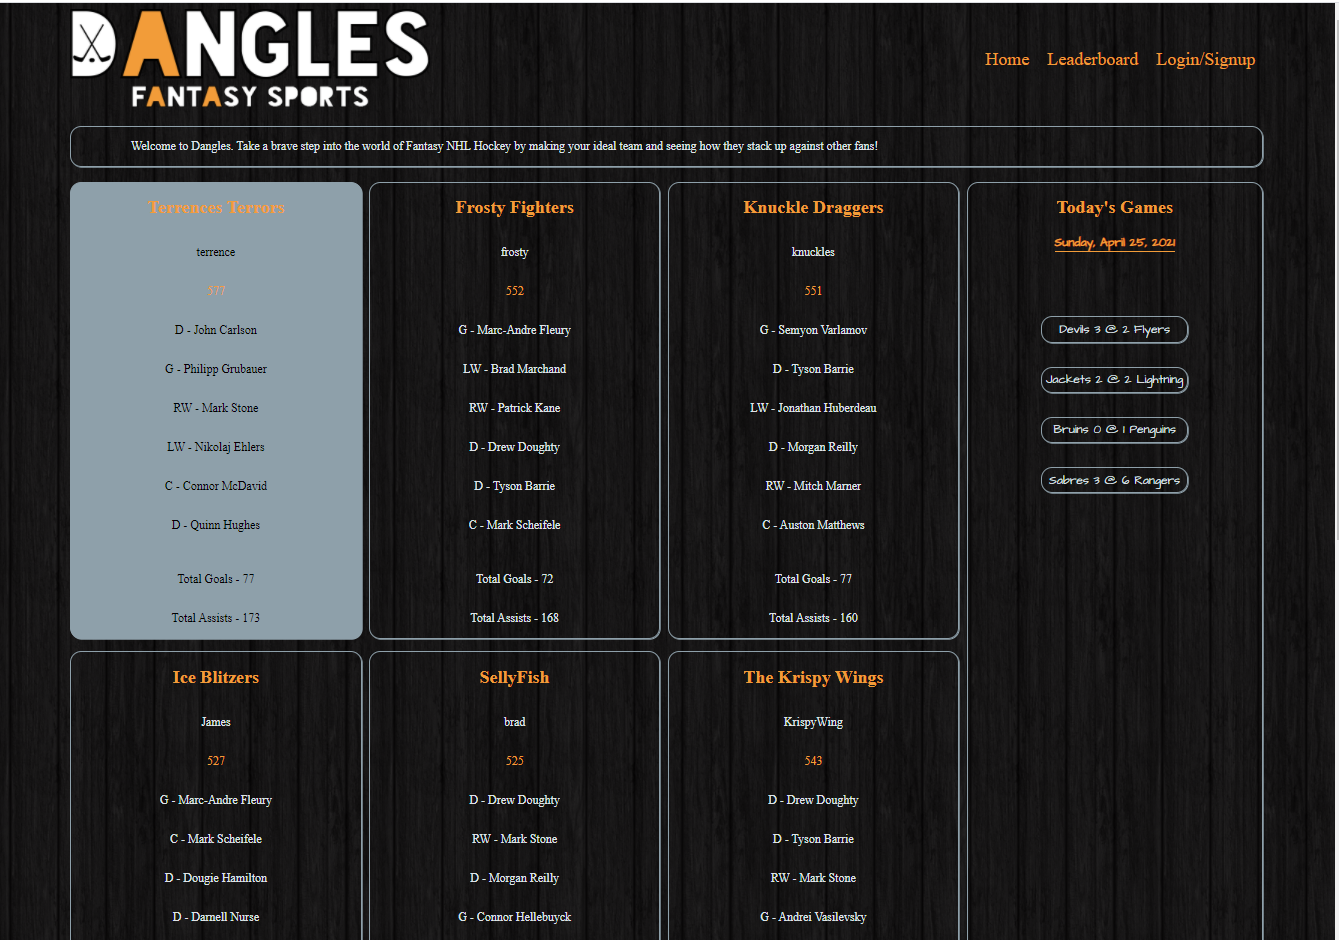 DANGLES
FANTASY SPORTS
Home Leaderboard Login/Signup
Welcome to Dangles. Take a brave step into the world of Fantasy NHL Hockey by making your ideal team and seeing how they stack up against other fans!
Terrences Terrors
terrence
577
D - John Carlson
G - Philipp Grubauer
RW - Mark Stone
LW - Nikolaj Ehlers
C - Connor McDavid
D - Quinn Hughes
Total Goals - 77
Total Assists - 173
Frosty Fighters
frosty
552
G - Marc-Andre Fleury
LW - Brad Marchand
RW - Patrick Kane
D - Drew Doughty
D - Tyson Barrie
C - Mark Scheifele
Total Goals - 72
Total Assists - 168
Knuckle Draggers
knuckles
551
G - Semyon Varlamov
D - Tyson Barrie
LW - Jonathan Huberdeau
D - Morgan Reilly
RW - Mitch Marner
C - Auston Matthews
Total Goals - 77
Total Assists - 160
Today's Games
Sunday, April 25, 2021
Devils 3 @ 2 Flyers
Jackets 2 @ 2 Lightning
Bruins 0 @ 1 Penguins
Sabres 3 @ 6 Rangers
Ice Blitzers
James
527
G - Marc-Andre Fleury
C - Mark Scheifele
D - Dougie Hamilton
D - Darnell Nurse
SellyFish
brad
525
D - Drew Doughty
RW - Mark Stone
D - Morgan Reilly
G - Connor Hellebuyck
The Krispy Wings
KrispyWing
543
D - Drew Doughty
D - Tyson Barrie
RW - Mark Stone
G - Andrei Vasilevsky